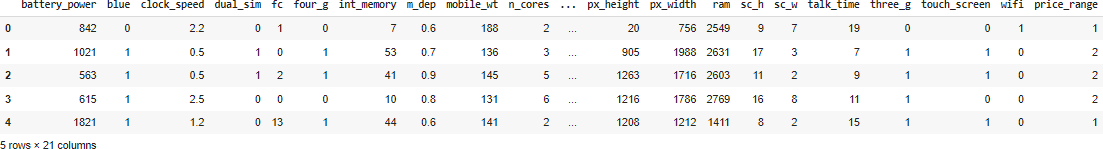 battery_power blue clock_speed dual_sim fc four_g int_memory m_dep mobile_wt n_cores ... px_height px_width ram sc_h sc_w talk_time three_g touch_screen wifi price_range
0 842 0 2.2 0 1 0 7 0.6 188 2 ... 20 756 2549 9 7 19 0 0 1 1
1 1021 1 0.5 1 0 1 53 0.7 136 3 ... 905 1988 2631 17 3 7 1 1 0 2
2 563 1 0.5 1 2 1 41 0.9 145 5 ... 1263 1716 2603 11 2 9 1 1 0 2
3 615 1 2.5 0 0 0 10 0.8 131 6 ... 1216 1786 2769 16 8 11 1 0 0 2
4 1821 1 1.2 0 13 1 44 0.6 141 2 ... 1208 1212 1411 8 2 15 1 1 0 1
5 rows × 21 columns